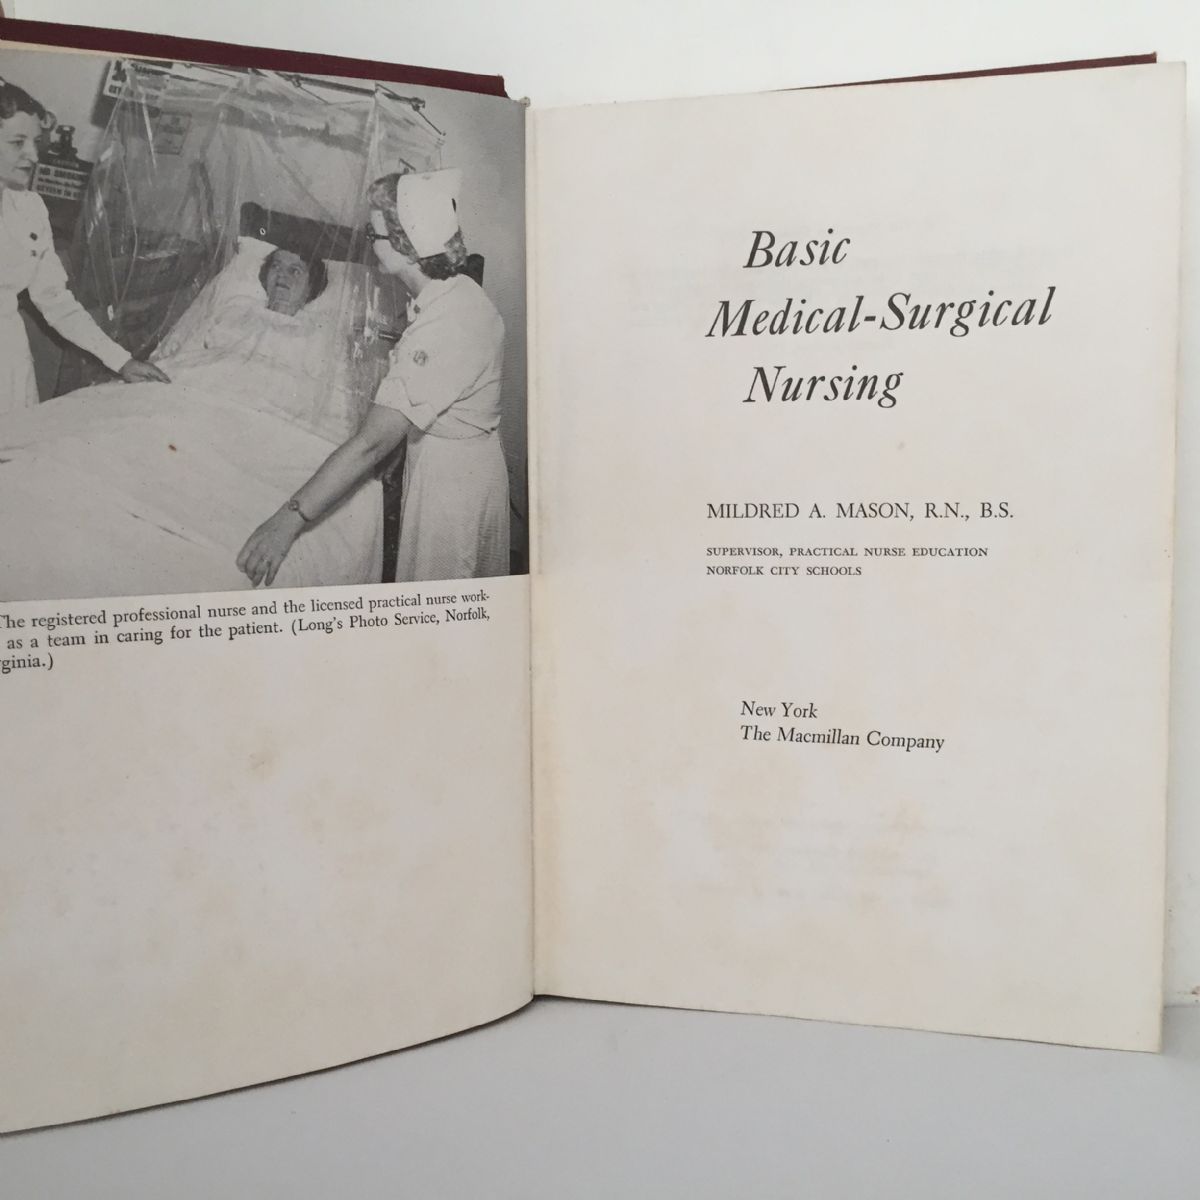 NO SMOKING
The registered professional nurse and the licensed practical nurse work-
as a team in caring for the patient. (Long's Photo Service, Norfolk,
ginia.)
Basic
Medical-Surgical
Nursing
MILDRED A. MASON, R.N., B.S.
SUPERVISOR, PRACTICAL NURSE EDUCATION
NORFOLK CITY SCHOOLS
New York
The Macmillan Company